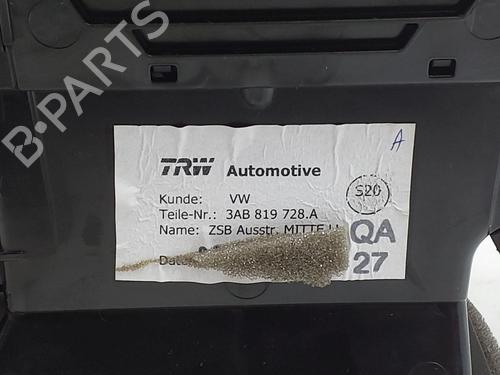 B-PARTS
A
TRW Automotive
S20
Kunde: VW
Teile-Nr.: 3AB 819 728.A
Name: ZSB Ausstr. MITTE
QA
27